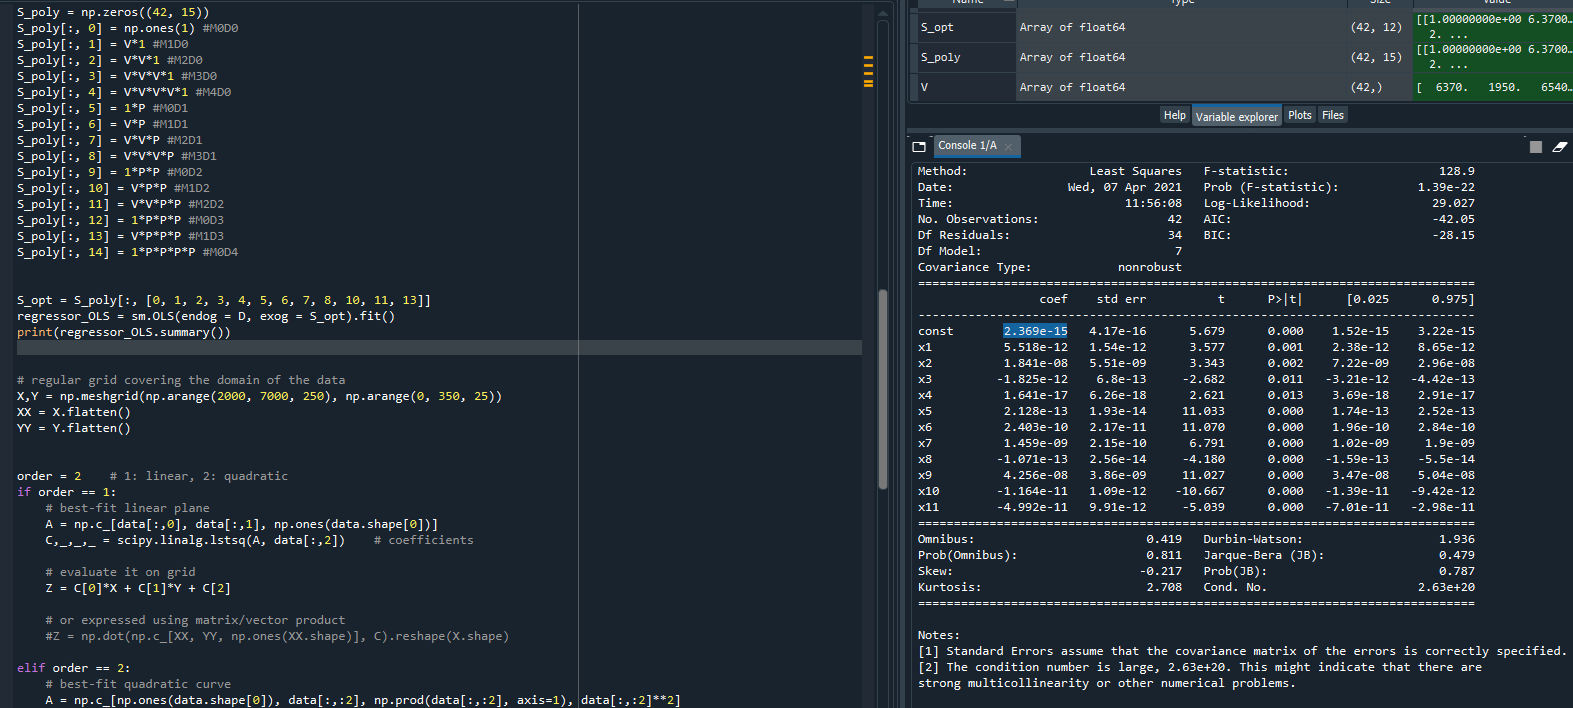 S_poly = np.zeros((42, 15))
S_poly[:, 0] = np.ones(1) #M0D0
S_poly[:, 1] = V*1 #M1D0
S_poly[:, 2] = V*V*1 #M2D0
S_poly[:, 3] = V*V*V*1 #M3D0
S_poly[:, 4] = V*V*V*V*1 #M4D0
S_poly[:, 5] = 1*P #M0D1
S_poly[:, 6] = V*P #M1D1
S_poly[:, 7] = V*V*P #M2D1
S_poly[:, 8] = V*V*V*P #M3D1
S_poly[:, 9] = 1*P*P #M0D2
S_poly[:, 10] = V*P*P #M1D2
S_poly[:, 11] = V*V*P*P #M2D2
S_poly[:, 12] = 1*P*P*P #M0D3
S_poly[:, 13] = V*P*P*P #M1D3
S_poly[:, 14] = 1*P*P*P*P #M0D4
S_opt = S_poly[:, [0, 1, 2, 3, 4, 5, 6, 7, 8, 10, 11, 13]]
regressor_OLS = sm.OLS(endog = D, exog = S_opt).fit()
print(regressor_OLS.summary())
# regular grid covering the domain of the data
X,Y = np.meshgrid(np.arange(2000, 7000, 250), np.arange(0, 350, 25))
XX = X.flatten()
YY = Y.flatten()
order = 2    # 1: linear, 2: quadratic
if order == 1:
    # best-fit linear plane
    A = np.c_[data[:,0], data[:,1], np.ones(data.shape[0])]
    C,_,_,_ = scipy.linalg.lstsq(A, data[:,2])    # coefficients
    # evaluate it on grid
    Z = C[0]*X + C[1]*Y + C[2]
    # or expressed using matrix/vector product
    #Z = np.dot(np.c_[XX, YY, np.ones(XX.shape)], C).reshape(X.shape)
elif order == 2:
    # best-fit quadratic curve
    A = np.c_[np.ones(data.shape[0]), data[:,:2], np.prod(data[:,:2], axis=1), data[:,:2]**2]
Name Type Size Value
S_opt Array of float64 (42, 12) [[1.00000000e+00 6.3700…
2. ...
S_poly Array of float64 (42, 15) [[1.00000000e+00 6.3700…
2. ...
V Array of float64 (42,) [ 6370. 1950. 6540…
Help Variable explorer Plots Files
Console 1/A
Method: Least Squares F-statistic: 128.9
Date: Wed, 07 Apr 2021 Prob (F-statistic): 1.39e-22
Time: 11:56:08 Log-Likelihood: 29.027
No. Observations: 42 AIC: -42.05
Df Residuals: 34 BIC: -28.15
Df Model: 7
Covariance Type: nonrobust
==============================================================================
coef std err t P>|t| [0.025 0.975]
------------------------------------------------------------------------------
const 2.369e-15 4.17e-16 5.679 0.000 1.52e-15 3.22e-15
x1 5.518e-12 1.54e-12 3.577 0.001 2.38e-12 8.65e-12
x2 1.841e-08 5.51e-09 3.343 0.002 7.22e-09 2.96e-08
x3 -1.825e-12 6.8e-13 -2.682 0.011 -3.21e-12 -4.42e-13
x4 1.641e-17 6.26e-18 2.621 0.013 3.69e-18 2.91e-17
x5 2.128e-13 1.93e-14 11.033 0.000 1.74e-13 2.52e-13
x6 2.403e-10 2.17e-11 11.070 0.000 1.96e-10 2.84e-10
x7 1.459e-09 2.15e-10 6.791 0.000 1.02e-09 1.9e-09
x8 -1.071e-13 2.56e-14 -4.180 0.000 -1.59e-13 -5.5e-14
x9 4.256e-08 3.86e-09 11.027 0.000 3.47e-08 5.04e-08
x10 -1.164e-11 1.09e-12 -10.667 0.000 -1.39e-11 -9.42e-12
x11 -4.992e-11 9.91e-12 -5.039 0.000 -7.01e-11 -2.98e-11
==============================================================================
Omnibus: 0.419 Durbin-Watson: 1.936
Prob(Omnibus): 0.811 Jarque-Bera (JB): 0.479
Skew: -0.217 Prob(JB): 0.787
Kurtosis: 2.708 Cond. No. 2.63e+20
==============================================================================
Notes:
[1] Standard Errors assume that the covariance matrix of the errors is correctly specified.
[2] The condition number is large, 2.63e+20. This might indicate that there are
strong multicollinearity or other numerical problems.